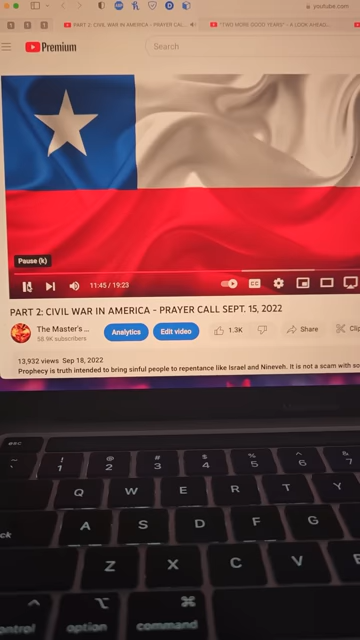 youtube.com
PART 2: CIVIL WAR IN AMERICA - PRAYER CAL...
"TWO MORE GOOD YEARS" - A LOOK AHEAD...
Premium
Search
Pause (k)
11:45 / 19:23
CC
PART 2: CIVIL WAR IN AMERICA - PRAYER CALL SEPT. 15, 2022
The Master's ...
Analytics
Edit video
1.3K
Share
Clip
58.9K subscribers
13,932 views Sep 18, 2022
Prophecy is truth intended to bring sinful people to repentance like Israel and Nineveh. It is not a scam with so
esc
~ ! @ # $ % ^ &
1 2 3 4 5 6 7
Q W E R T Y
A S D F G
Z X C V
option command